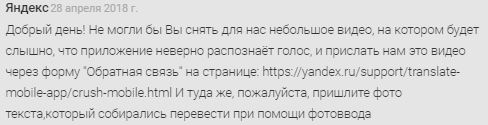 Яндекс 28 апреля 2018 г.
Добрый день! Не могли бы Вы снять для нас небольшое видео, на котором будет
слышно, что приложение неверно распознаёт голос, и прислать нам это видео
через форму "Обратная связь" на странице: https://yandex.ru/support/translate-
mobile-app/crush-mobile.html И туда же, пожалуйста, пришлите фото
текста,который собирались перевести при помощи фотоввода